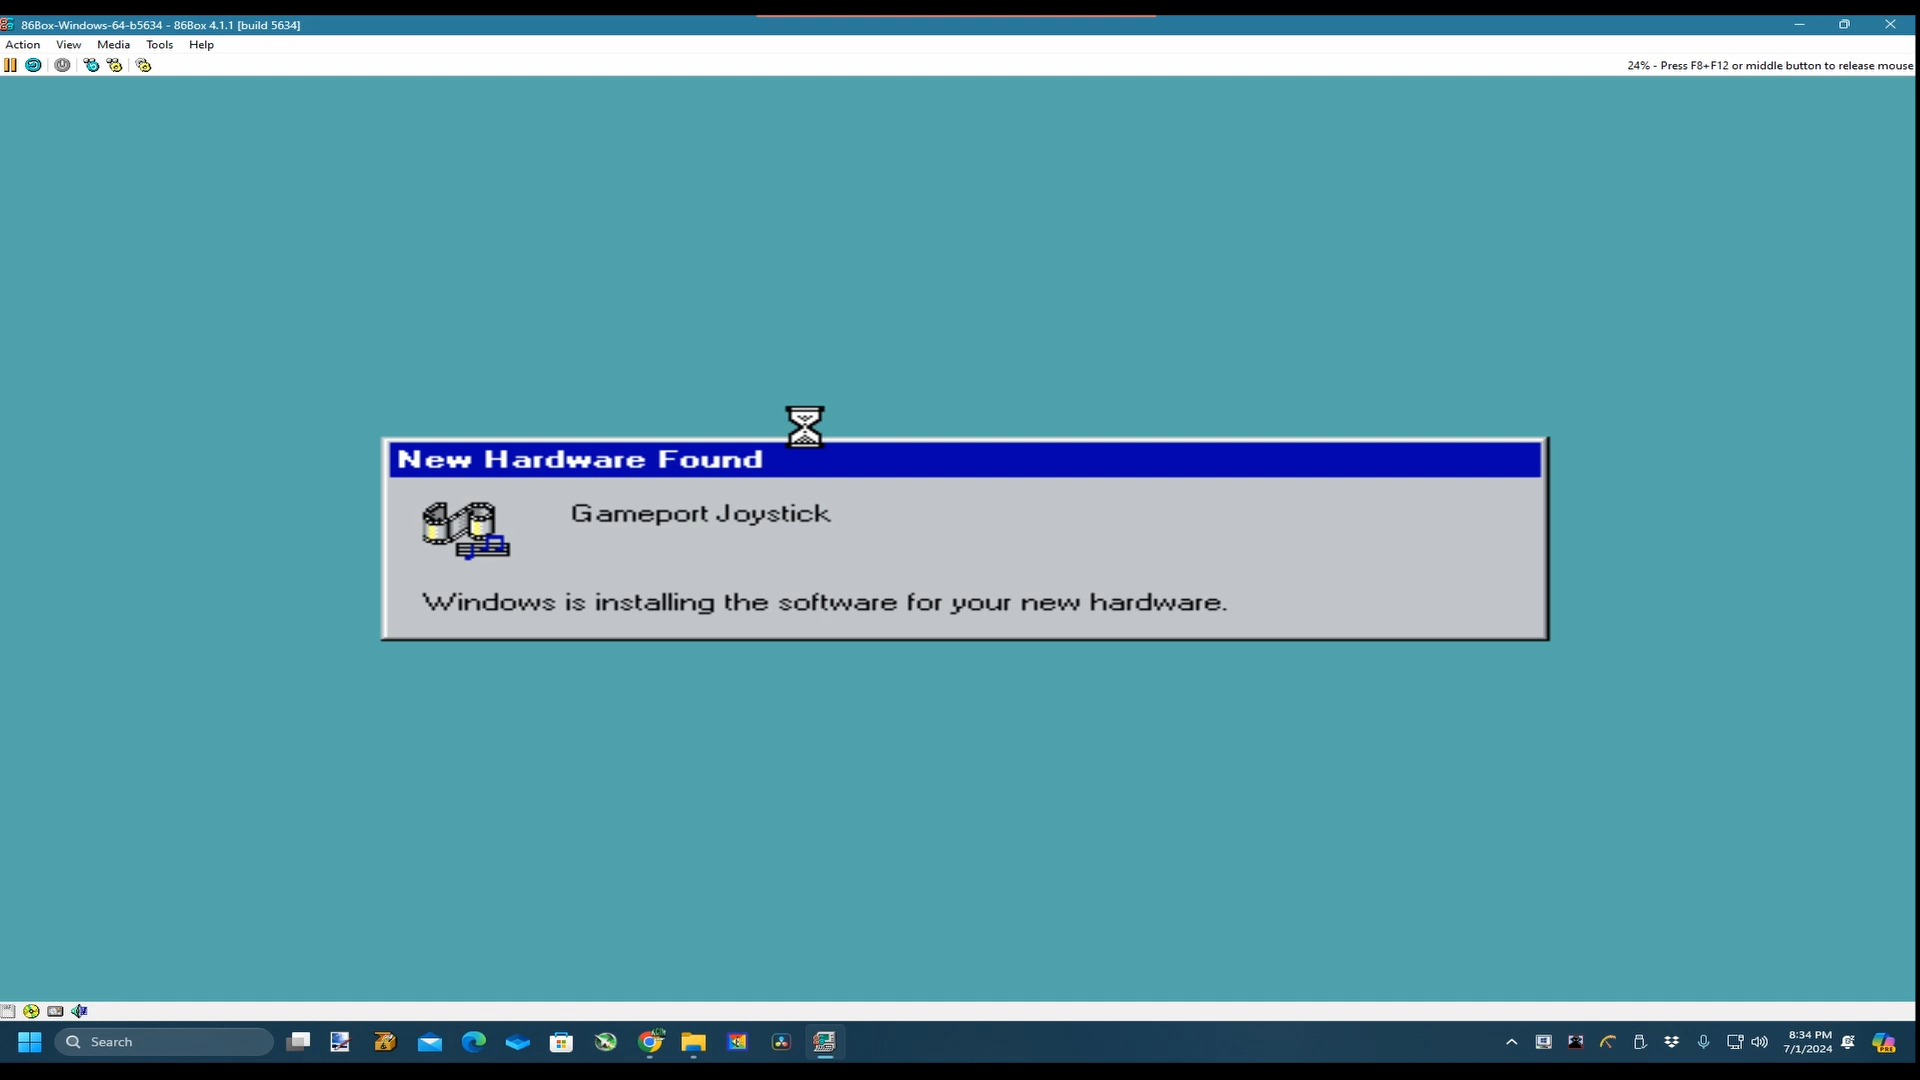 86Box-Windows-64-b5634 - 86Box 4.1.1 [build 5634]
Action View Media Tools Help
24% - Press F8+F12 or middle button to release mouse
New Hardware Found
Gameport Joystick
Windows is installing the software for your new hardware.
Search
8:34 PM
7/1/2024